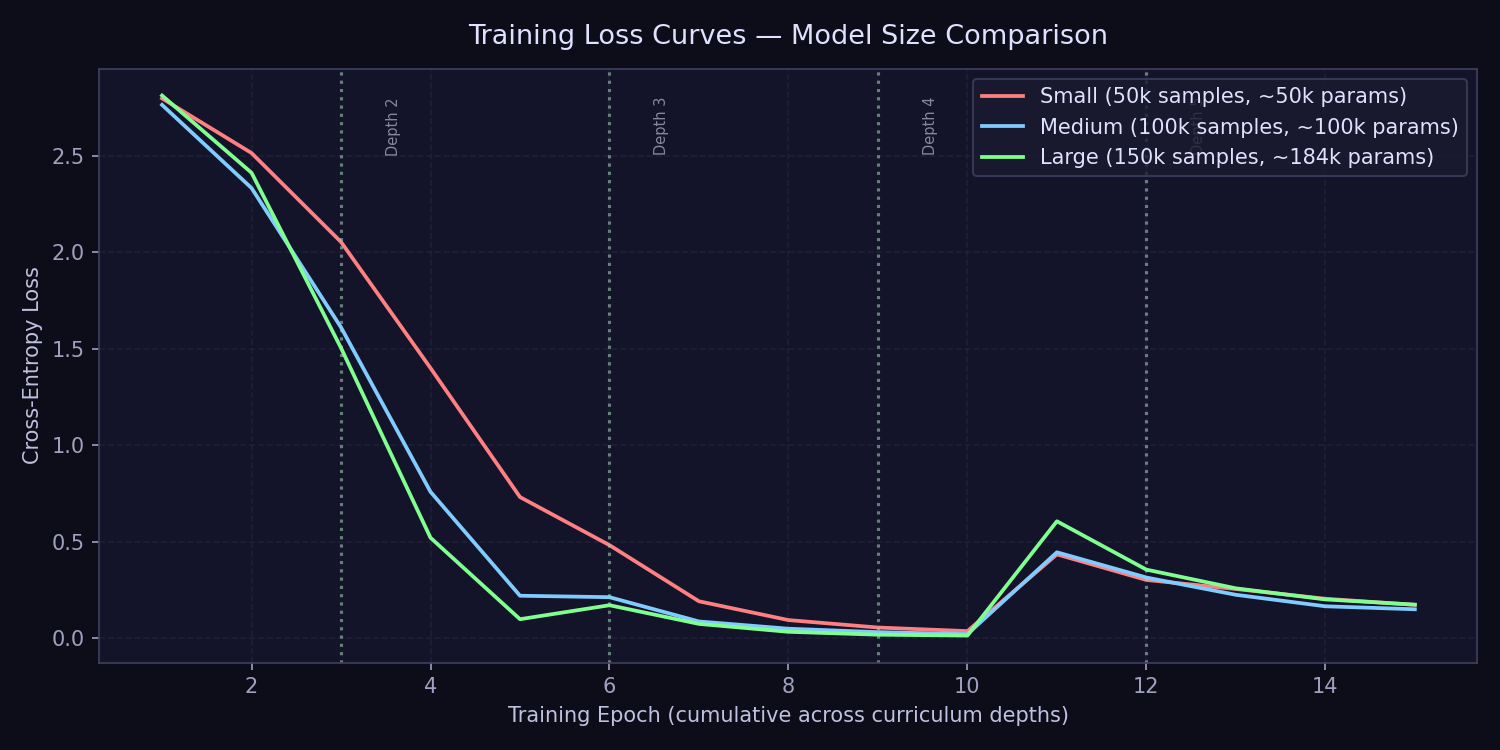 Training Loss Curves — Model Size Comparison
Small (50k samples, ~50k params)
Medium (100k samples, ~100k params)
Large (150k samples, ~184k params)
Depth 2
Depth 3
Depth 4
Cross-Entropy Loss
2.5
2.0
1.5
1.0
0.5
0.0
2
4
6
8
10
12
14
Training Epoch (cumulative across curriculum depths)